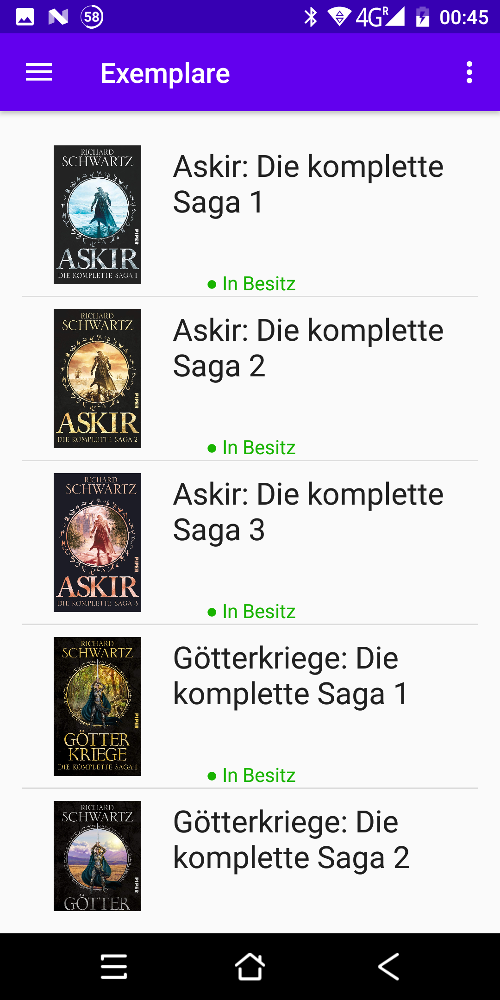 58
4G R
00:45
Exemplare
RICHARD
SCHWARTZ
PIPER
ASKIR
DIE KOMPLETTE SAGA 1
Askir: Die komplette
Saga 1
● In Besitz
RICHARD
SCHWARTZ
PIPER
ASKIR
DIE KOMPLETTE SAGA 2
Askir: Die komplette
Saga 2
● In Besitz
RICHARD
SCHWARTZ
PIPER
ASKIR
DIE KOMPLETTE SAGA 3
Askir: Die komplette
Saga 3
● In Besitz
RICHARD
SCHWARTZ
PIPER
GÖTTER
KRIEGE
DIE KOMPLETTE SAGA 1
Götterkriege: Die
komplette Saga 1
● In Besitz
RICHARD
SCHWARTZ
PIPER
GÖTTER
Götterkriege: Die
komplette Saga 2